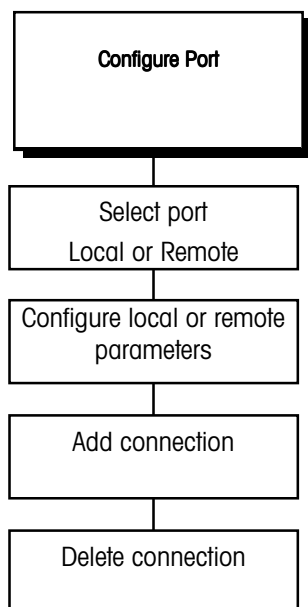 Configure Port
Select port
Local or Remote
Configure local or remote
parameters
Add connection
Delete connection